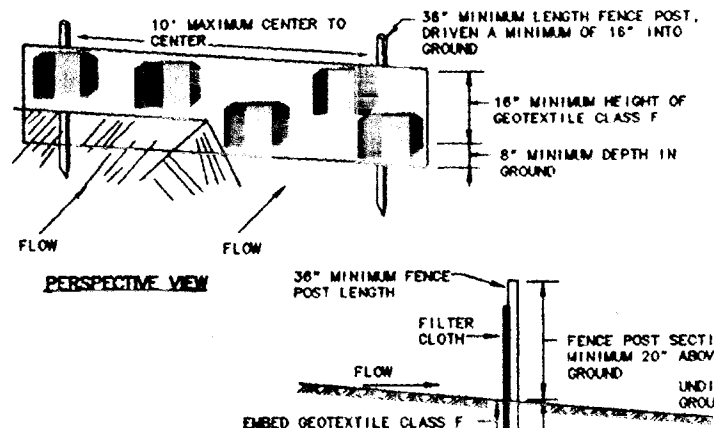 10' MAXIMUM CENTER TO
CENTER
36" MINIMUM LENGTH FENCE POST,
DRIVEN A MINIMUM OF 16" INTO
GROUND
16" MINIMUM HEIGHT OF
GEOTEXTILE CLASS F
8" MINIMUM DEPTH IN
GROUND
FLOW
FLOW
PERSPECTIVE VIEW
36" MINIMUM FENCE
POST LENGTH
FILTER
CLOTH
FENCE POST SECTI
MINIMUM 20" ABOV
GROUND
FLOW
UNDI
GROU
EMBED GEOTEXTILE CLASS F